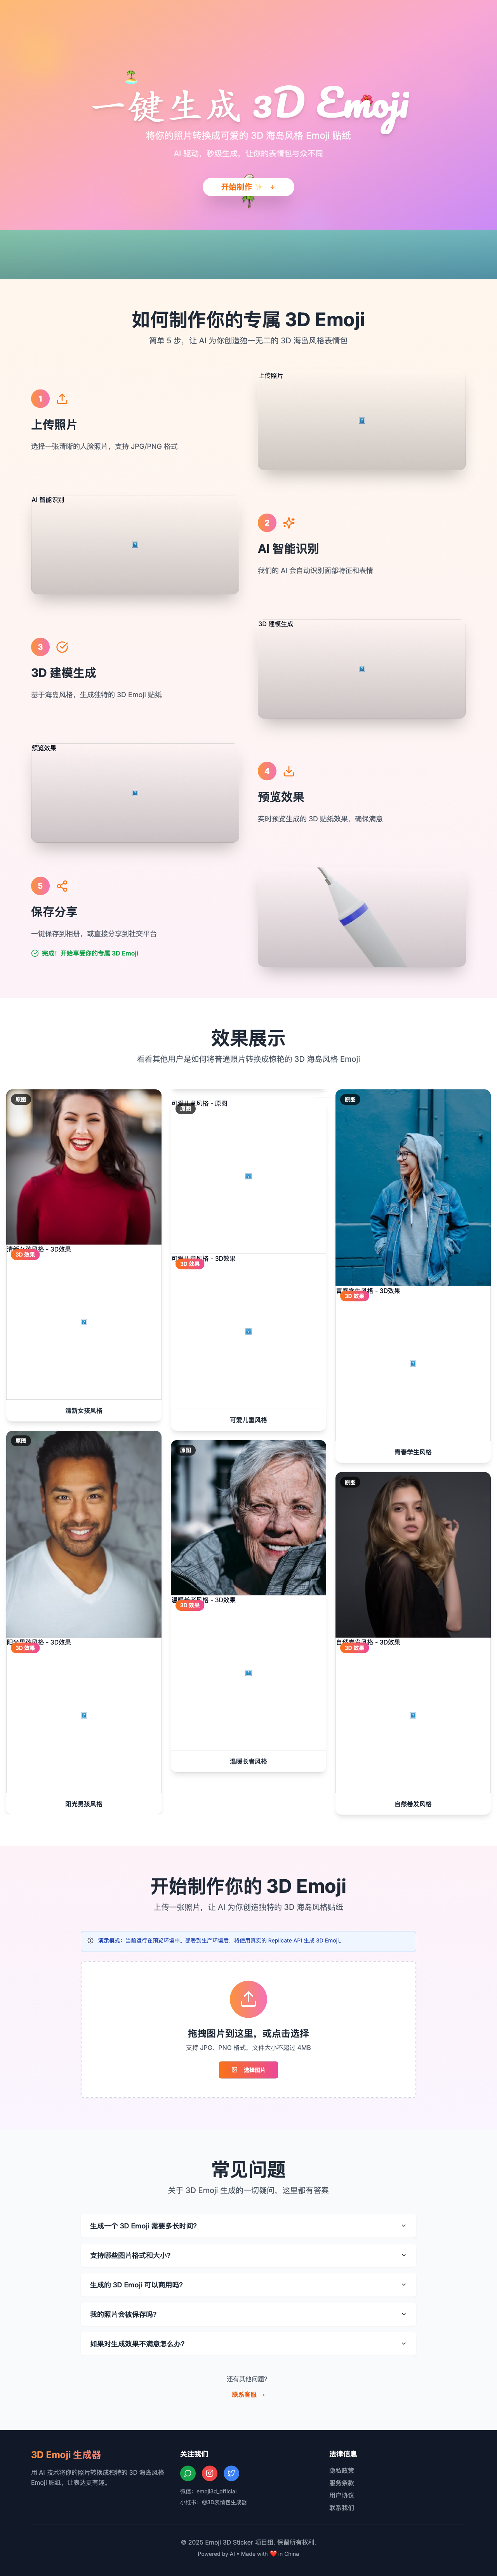 一键生成 3D Emoji
将你的照片转换成可爱的 3D 海岛风格 Emoji 贴纸
AI 驱动，秒级生成，让你的表情包与众不同
开始制作 ✨ ↓
如何制作你的专属 3D Emoji
简单 5 步，让 AI 为你创造独一无二的 3D 海岛风格表情包
1
上传照片
选择一张清晰的人脸照片，支持 JPG/PNG 格式
上传照片
AI 智能识别
2
AI 智能识别
我们的 AI 会自动识别面部特征和表情
3
3D 建模生成
基于海岛风格，生成独特的 3D Emoji 贴纸
3D 建模生成
预览效果
4
预览效果
实时预览生成的 3D 贴纸效果，确保满意
5
保存分享
一键保存到相册，或直接分享到社交平台
完成！开始享受你的专属 3D Emoji
效果展示
看看其他用户是如何将普通照片转换成惊艳的 3D 海岛风格 Emoji
原图
清新女孩风格 - 3D效果
3D 效果
清新女孩风格
原图
阳光男孩风格 - 3D效果
3D 效果
阳光男孩风格
可爱儿童风格 - 原图
原图
可爱儿童风格 - 3D效果
3D 效果
可爱儿童风格
原图
温暖长者风格 - 3D效果
3D 效果
温暖长者风格
原图
青春学生风格 - 3D效果
3D 效果
青春学生风格
原图
自然卷发风格 - 3D效果
3D 效果
自然卷发风格
开始制作你的 3D Emoji
上传一张照片，让 AI 为你创造独特的 3D 海岛风格贴纸
演示模式：当前运行在预览环境中。部署到生产环境后，将使用真实的 Replicate API 生成 3D Emoji。
拖拽图片到这里，或点击选择
支持 JPG、PNG 格式，文件大小不超过 4MB
选择图片
常见问题
关于 3D Emoji 生成的一切疑问，这里都有答案
生成一个 3D Emoji 需要多长时间？
支持哪些图片格式和大小？
生成的 3D Emoji 可以商用吗？
我的照片会被保存吗？
如果对生成效果不满意怎么办？
还有其他问题？
联系客服 →
3D Emoji 生成器
用 AI 技术将你的照片转换成独特的 3D 海岛风格
Emoji 贴纸，让表达更有趣。
关注我们
微信：emoji3d_official
小红书：@3D表情包生成器
法律信息
隐私政策
服务条款
用户协议
联系我们
© 2025 Emoji 3D Sticker 项目组. 保留所有权利.
Powered by AI • Made with ❤️ in China